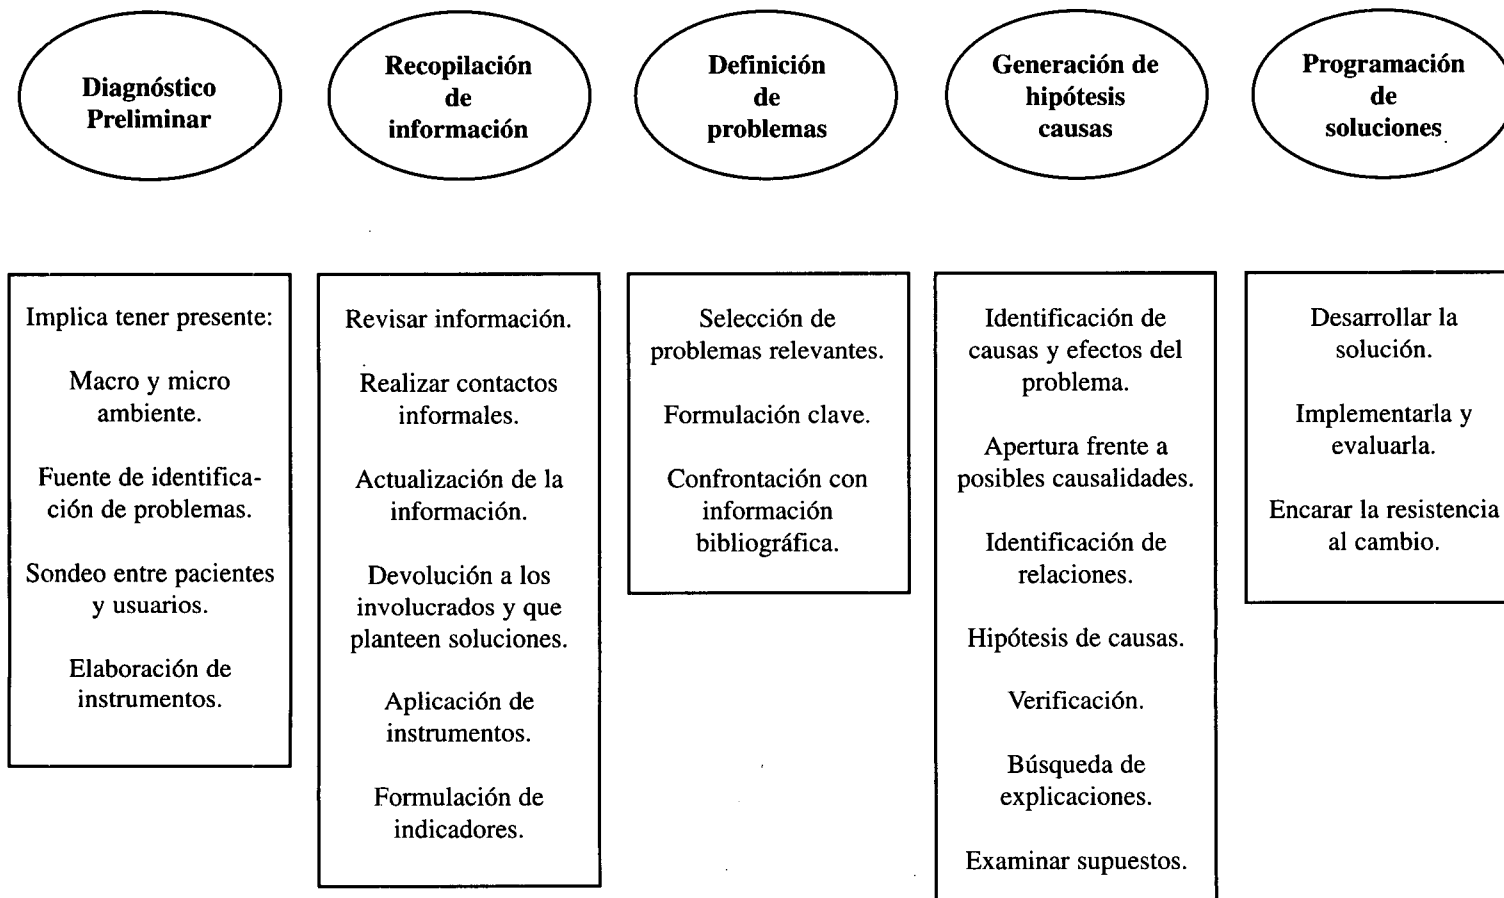 Diagnóstico
Preliminar
Recopilación
de
información
Definición
de
problemas
Generación de
hipótesis
causas
Programación
de
soluciones
Implica tener presente:
Macro y micro
ambiente.
Fuente de identifica-
ción de problemas.
Sondeo entre pacientes
y usuarios.
Elaboración de
instrumentos.
Revisar información.
Realizar contactos
informales.
Actualización de la
información.
Devolución a los
involucrados y que
planteen soluciones.
Aplicación de
instrumentos.
Formulación de
indicadores.
Selección de
problemas relevantes.
Formulación clave.
Confrontación con
información
bibliográfica.
Identificación de
causas y efectos del
problema.
Apertura frente a
posibles causalidades.
Identificación de
relaciones.
Hipótesis de causas.
Verificación.
Búsqueda de
explicaciones.
Examinar supuestos.
Desarrollar la
solución.
Implementarla y
evaluarla.
Encarar la resistencia
al cambio.